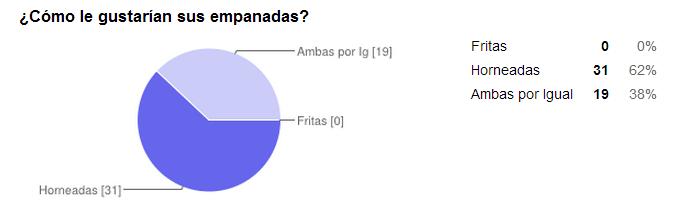 ¿Cómo le gustarían sus empanadas?
Ambas por Ig [19]
Fritas [0]
Horneadas [31]
Fritas 0 0%
Horneadas 31 62%
Ambas por Igual 19 38%